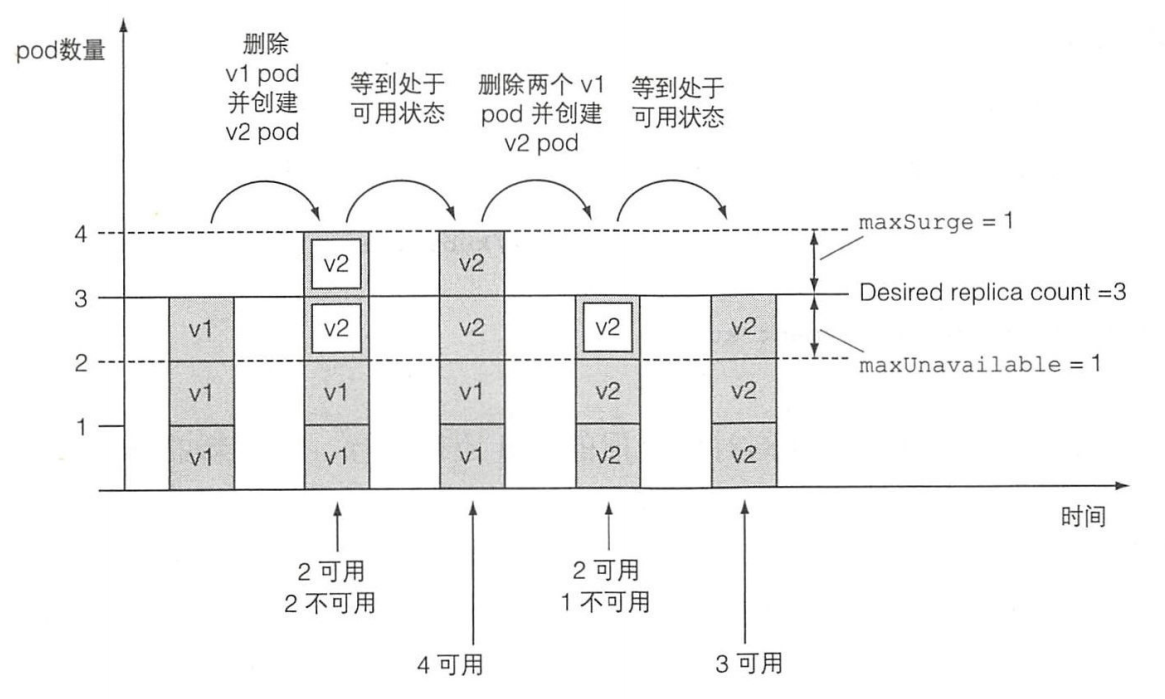 pod数量
删除
v1 pod
并创建
v2 pod
等到处于
可用状态
删除两个 v1
pod 并创建
v2 pod
等到处于
可用状态
4
3
2
1
v1
v1
v1
v2
v2
v1
v1
v2
v2
v1
v1
v2
v2
v2
v2
v2
v2
maxSurge = 1
Desired replica count =3
maxUnavailable = 1
时间
2 可用
2 不可用
4 可用
2 可用
1 不可用
3 可用